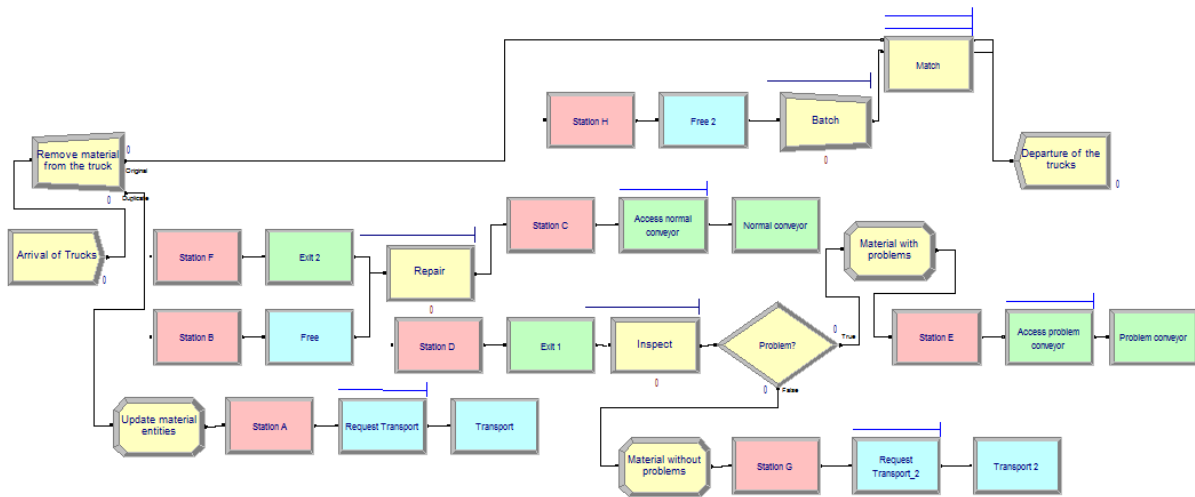 Match
Station H
Free 2
Batch
0
Remove material
from the truck
0
Original
0
Duplicate
Departure of the
trucks
0
Arrival of Trucks
0
Station F
Exit 2
Repair
0
Station C
Access normal
conveyor
Normal conveyor
Material with
problems
0
Station B
Free
Station D
Exit 1
Inspect
0
Problem?
0
True
0
False
Station E
Access problem
conveyor
Problem conveyor
Update material
entities
Station A
Request Transport
Transport
Material without
problems
Station G
Request
Transport_2
Transport 2